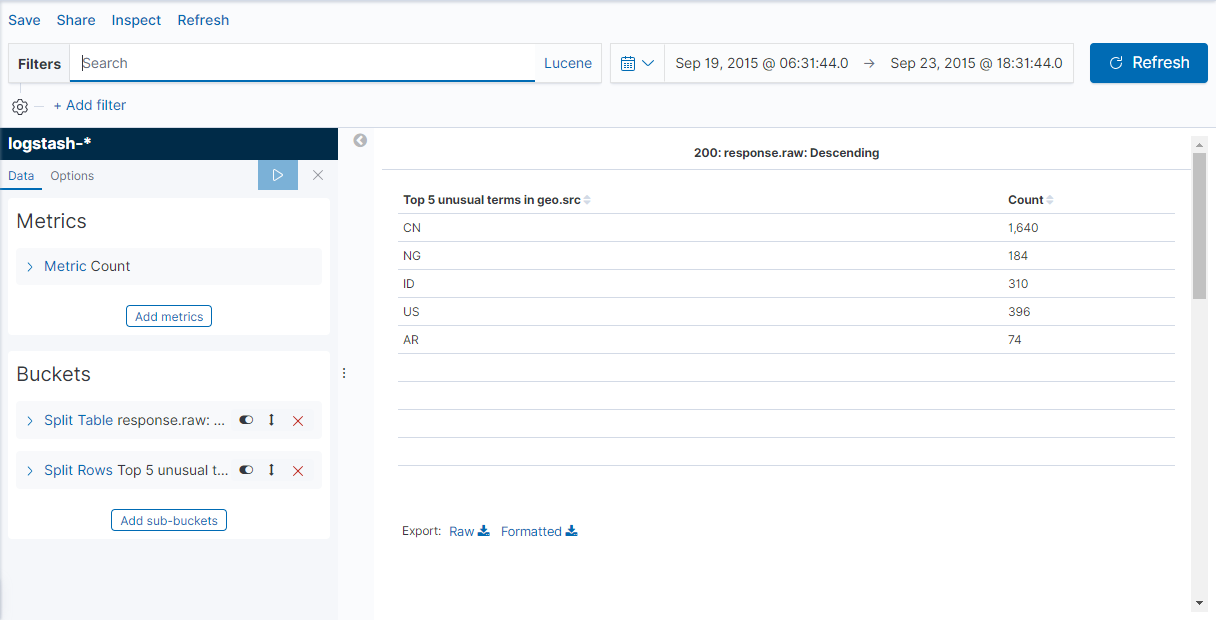 Save Share Inspect Refresh
Filters Search Lucene Sep 19, 2015 @ 06:31:44.0 → Sep 23, 2015 @ 18:31:44.0 Refresh
+ Add filter
logstash-*
Data Options
Metrics
Metric Count
Add metrics
Buckets
Split Table response.raw: ...
Split Rows Top 5 unusual t...
Add sub-buckets
200: response.raw: Descending
Top 5 unusual terms in geo.src Count
CN 1,640
NG 184
ID 310
US 396
AR 74
Export: Raw Formatted